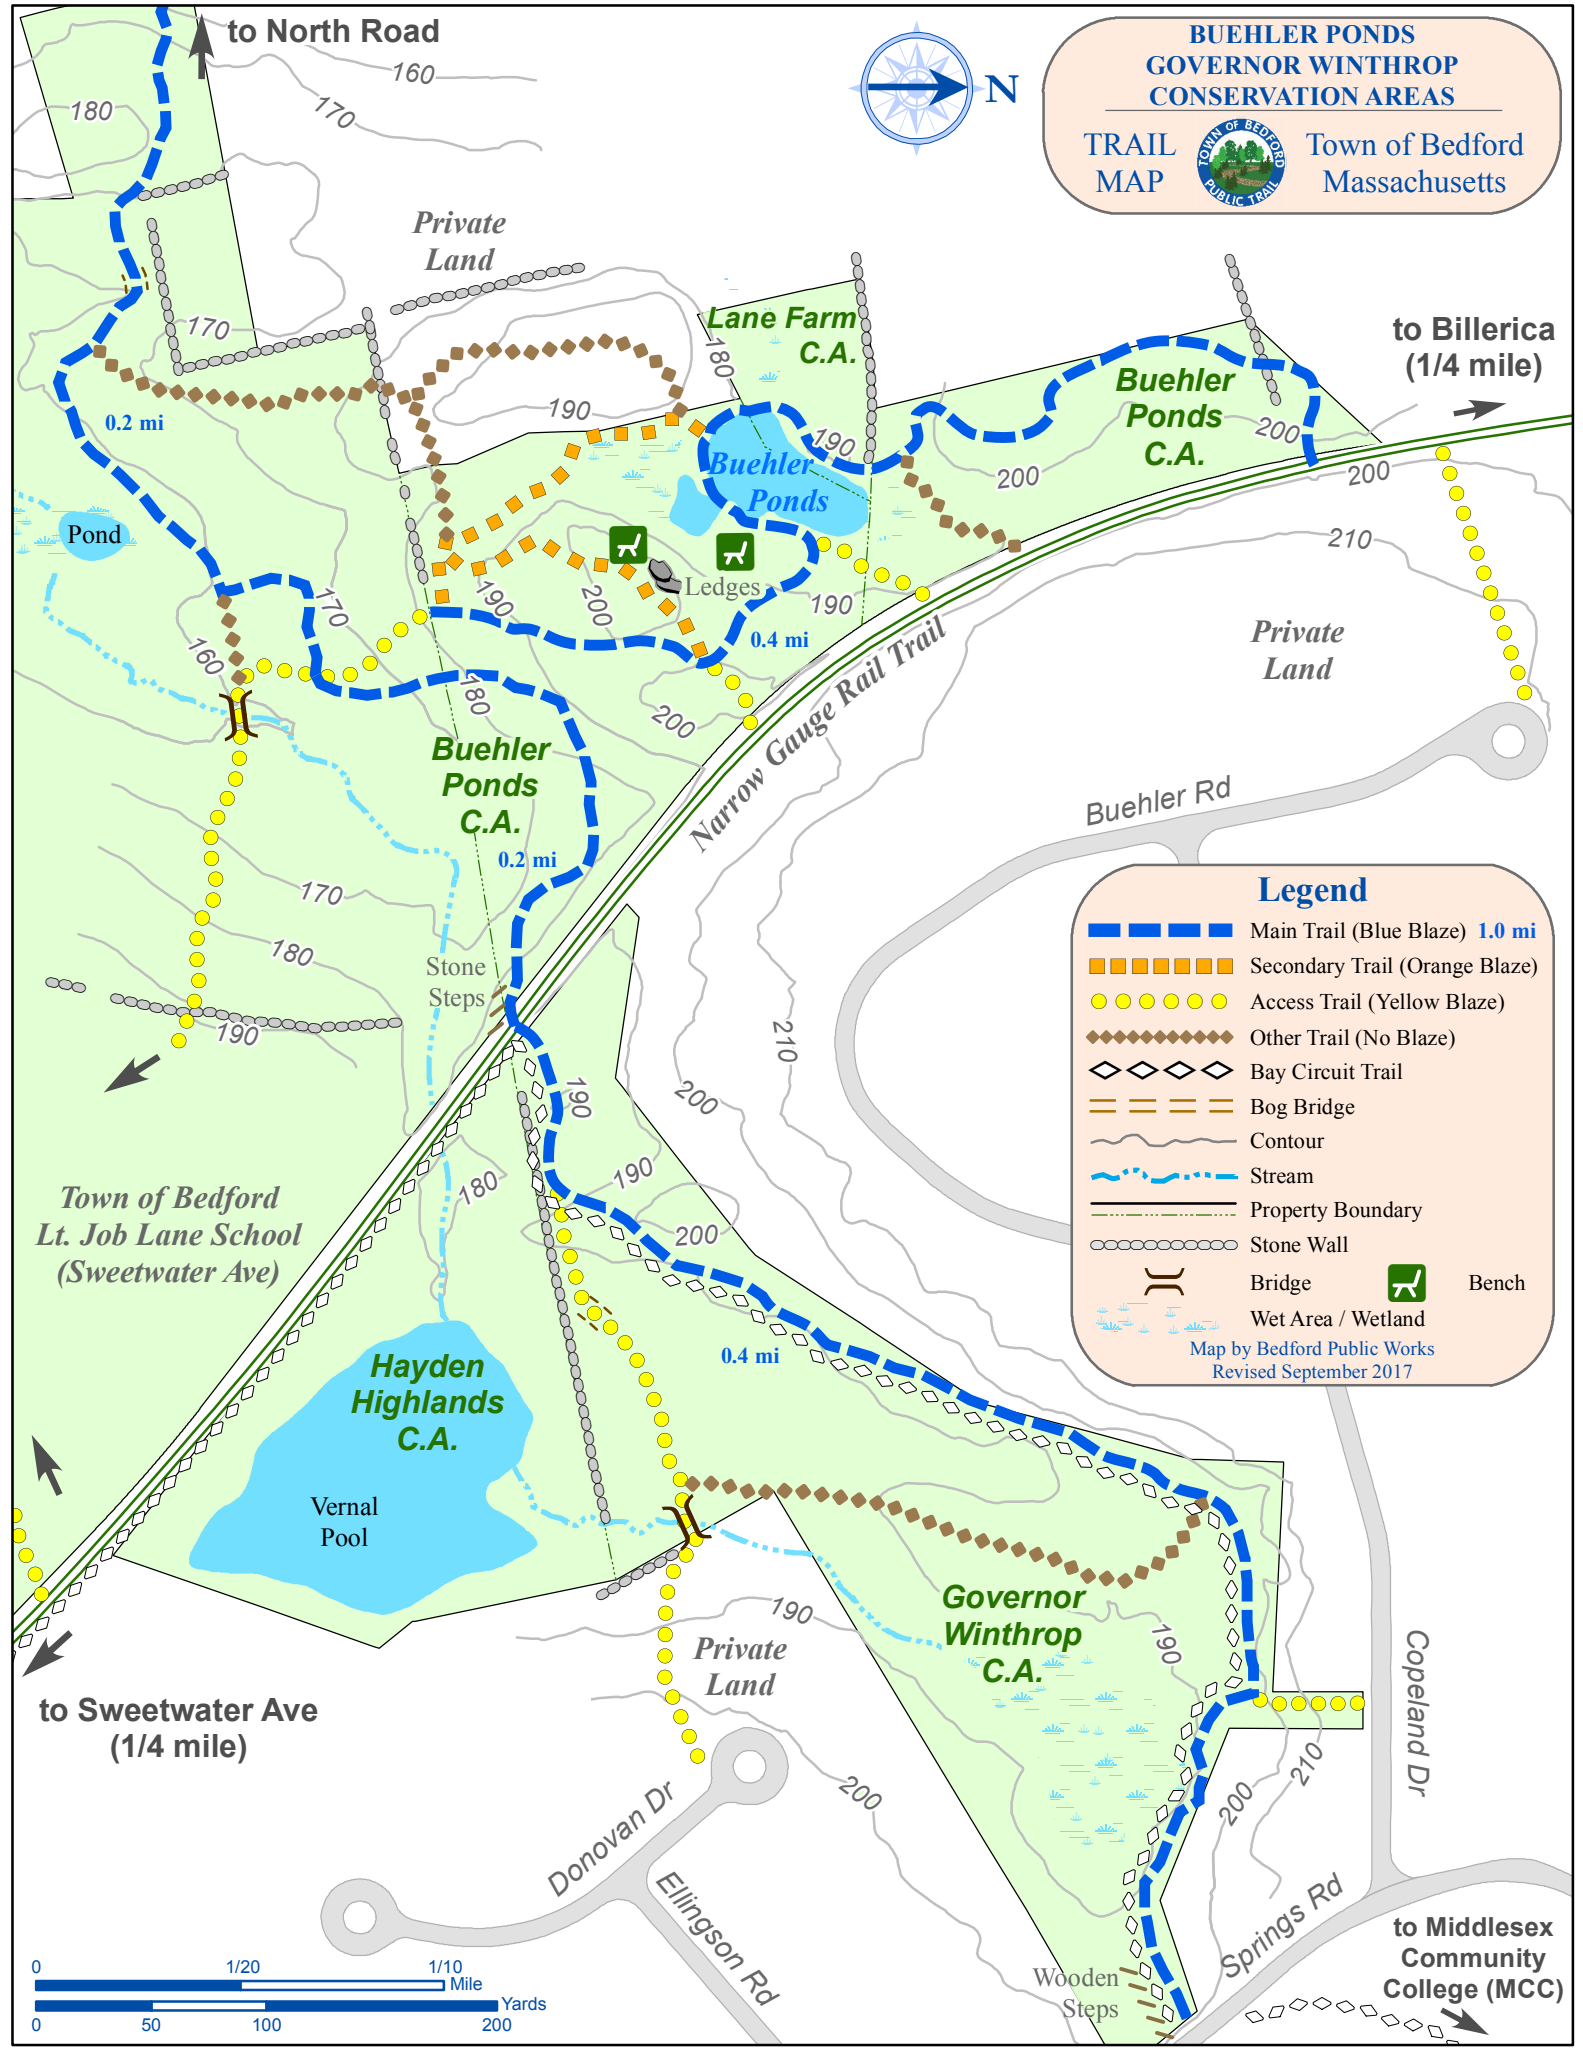 to North Road
160
170
180
N
BUEHLER PONDS
GOVERNOR WINTHROP
CONSERVATION AREAS
TRAIL
MAP
TOWN OF BEDFORD
PUBLIC TRAIL
Town of Bedford
Massachusetts
Private
Land
170
180
Lane Farm
C.A.
to Billerica
(1/4 mile)
Buehler
Ponds
C.A.
0.2 mi
190
190
200
200
200
Buehler
Ponds
Pond
210
Ledges
190
200
190
170
160
0.4 mi
Private
Land
180
200
Narrow Gauge Rail Trail
Buehler
Ponds
C.A.
Buehler Rd
0.2 mi
170
180
190
Stone
Steps
210
200
190
190
180
200
Legend
Main Trail (Blue Blaze) 1.0 mi
Secondary Trail (Orange Blaze)
Access Trail (Yellow Blaze)
Other Trail (No Blaze)
Bay Circuit Trail
Bog Bridge
Contour
Stream
Property Boundary
Stone Wall
Bridge
Bench
Wet Area / Wetland
Map by Bedford Public Works
Revised September 2017
Town of Bedford
Lt. Job Lane School
(Sweetwater Ave)
0.4 mi
Hayden
Highlands
C.A.
Vernal
Pool
Governor
Winthrop
C.A.
190
190
Private
Land
Copeland Dr
to Sweetwater Ave
(1/4 mile)
210
200
200
Donovan Dr
Ellingson Rd
Springs Rd
Wooden
Steps
to Middlesex
Community
College (MCC)
0 1/20 1/10
Mile
Yards
0 50 100 200